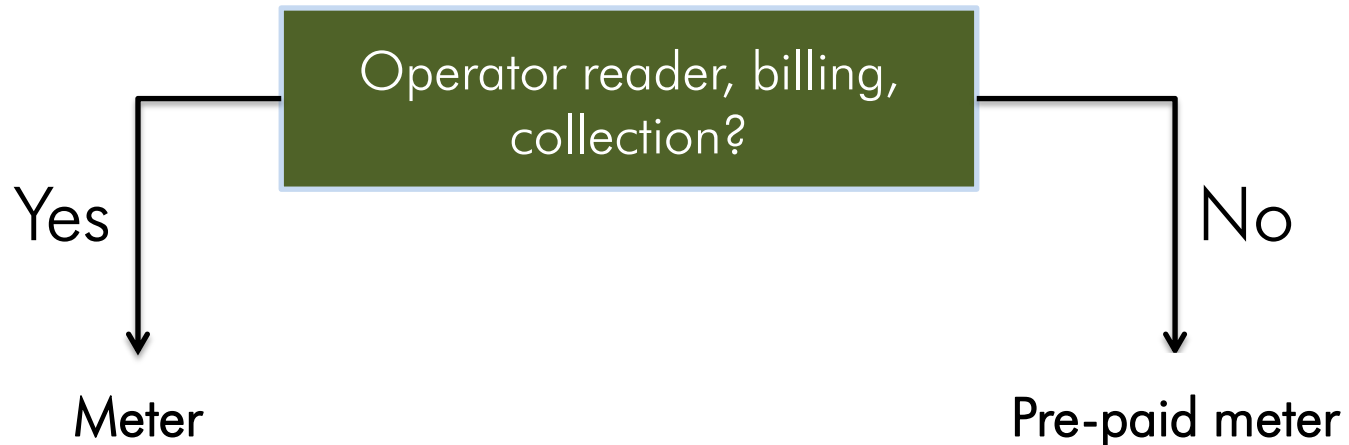 Operator reader, billing,
collection?
Yes
No
Meter
Pre-paid meter